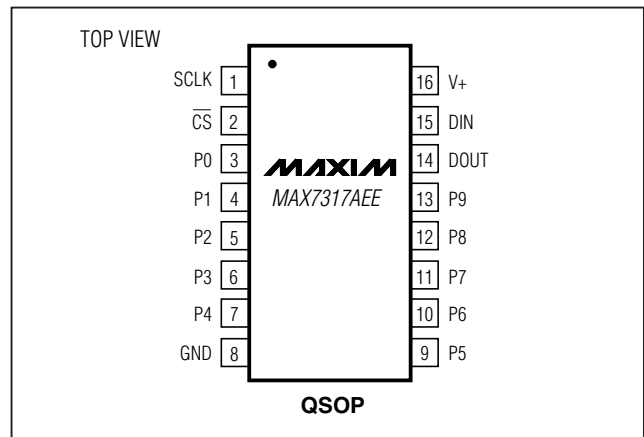 TOP VIEW
SCLK 1 16 V+
C̅S̅ 2 15 DIN
P0 3 14 DOUT
MAXIM
P1 4 13 P9
MAX7317AEE
P2 5 12 P8
P3 6 11 P7
P4 7 10 P6
GND 8 9 P5
QSOP